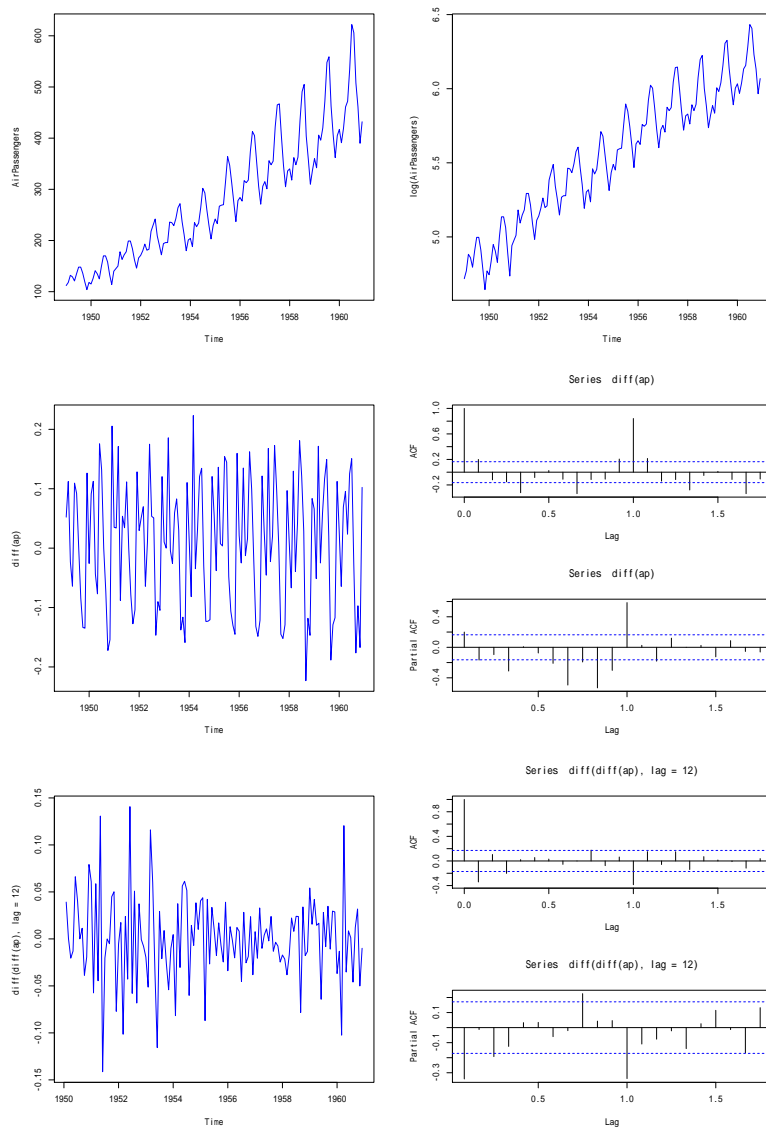 AirPassengers
600
500
400
300
200
100
1950 1952 1954 1956 1958 1960
Time
log(AirPassengers)
6.5
6.0
5.5
5.0
1950 1952 1954 1956 1958 1960
Time
diff(ap)
0.2
0.1
0.0
-0.1
-0.2
1950 1952 1954 1956 1958 1960
Time
Series diff(ap)
ACF
1.0
0.6
0.2
-0.2
0.0 0.5 1.0 1.5
Lag
Series diff(ap)
Partial ACF
0.4
0.0
-0.4
0.5 1.0 1.5
Lag
diff(diff(ap), lag = 12)
0.15
0.10
0.05
0.00
-0.05
-0.10
-0.15
1950 1952 1954 1956 1958 1960
Time
Series diff(diff(ap), lag = 12)
ACF
0.8
0.4
0.0
-0.4
0.0 0.5 1.0 1.5
Lag
Series diff(diff(ap), lag = 12)
Partial ACF
0.1
-0.1
-0.3
0.5 1.0 1.5
Lag